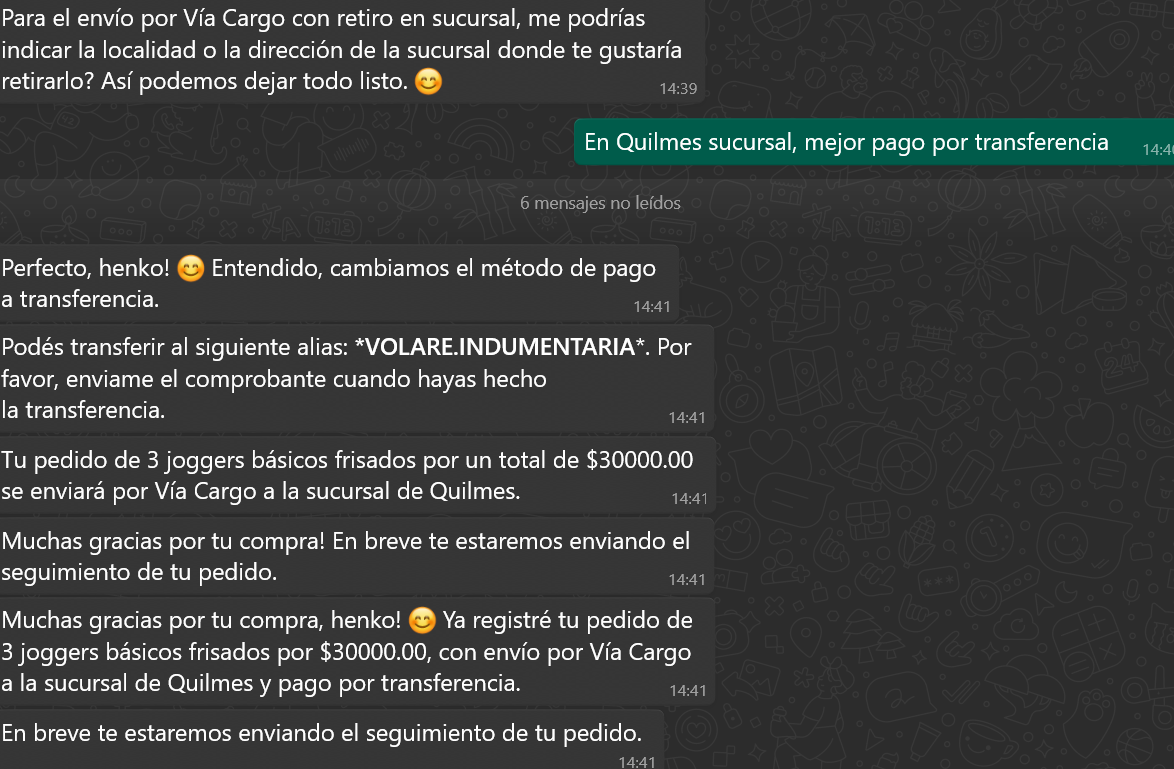 Para el envío por Vía Cargo con retiro en sucursal, me podrías
indicar la localidad o la dirección de la sucursal donde te gustaría
retirarlo? Así podemos dejar todo listo. 😊
14:39
En Quilmes sucursal, mejor pago por transferencia
6 mensajes no leídos
Perfecto, henko! 😊 Entendido, cambiamos el método de pago
a transferencia.
14:41
Podés transferir al siguiente alias: *VOLARE.INDUMENTARIA*. Por
favor, enviame el comprobante cuando hayas hecho
la transferencia.
14:41
Tu pedido de 3 joggers básicos frisados por un total de $30000.00
se enviará por Vía Cargo a la sucursal de Quilmes.
14:41
Muchas gracias por tu compra! En breve te estaremos enviando el
seguimiento de tu pedido.
14:41
Muchas gracias por tu compra, henko! 😊 Ya registré tu pedido de
3 joggers básicos frisados por $30000.00, con envío por Vía Cargo
a la sucursal de Quilmes y pago por transferencia.
14:41
En breve te estaremos enviando el seguimiento de tu pedido.
14:41